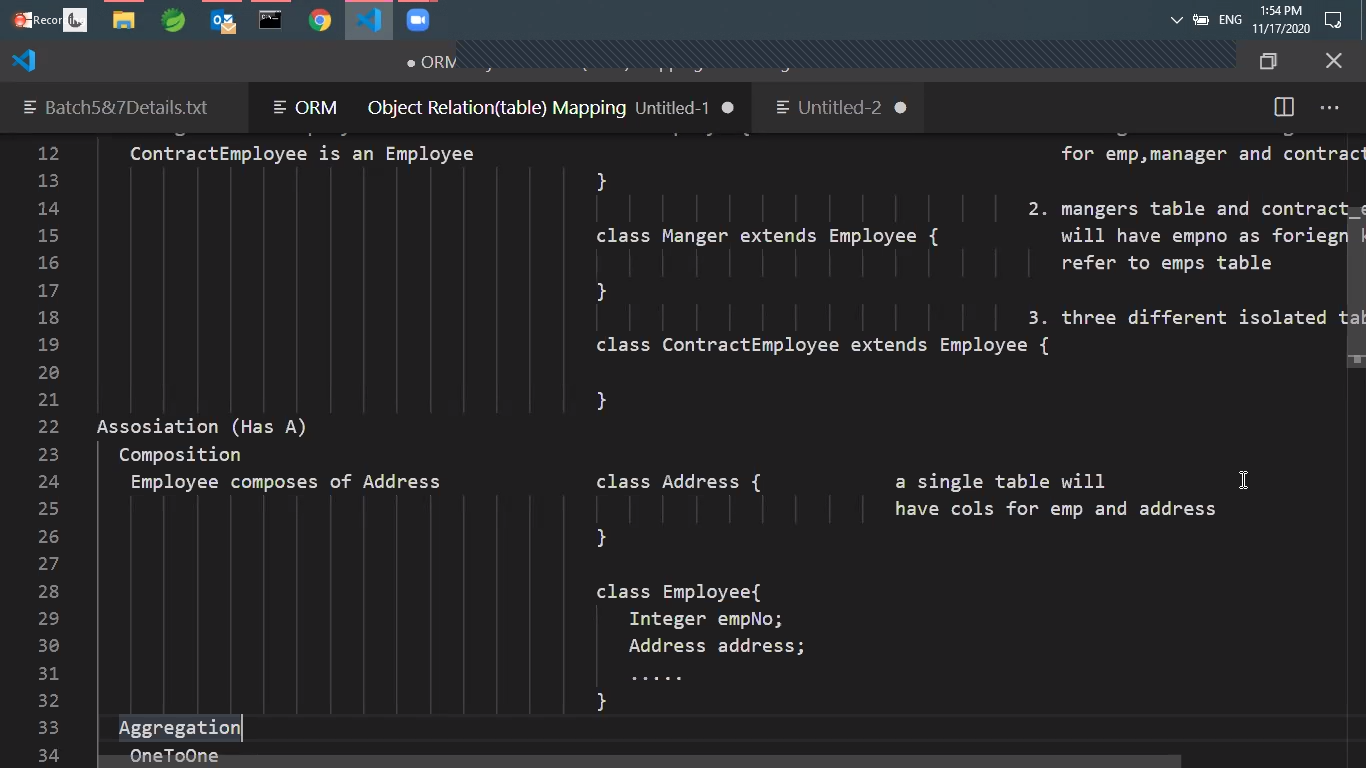 Recor
ENG
1:54 PM
11/17/2020
● ORM
Batch5&7Details.txt
ORM Object Relation(table) Mapping Untitled-1 ●
Untitled-2 ●
12 ContractEmployee is an Employee for emp,manager and contract
13 }
14 2. mangers table and contract_e
15 class Manger extends Employee { will have empno as foriegn k
16 refer to emps table
17 }
18 3. three different isolated tab
19 class ContractEmployee extends Employee {
20
21 }
22 Assosiation (Has A)
23 Composition
24 Employee composes of Address class Address { a single table will
25 have cols for emp and address
26 }
27
28 class Employee{
29 Integer empNo;
30 Address address;
31 .....
32 }
33 Aggregation
34 OneToOne